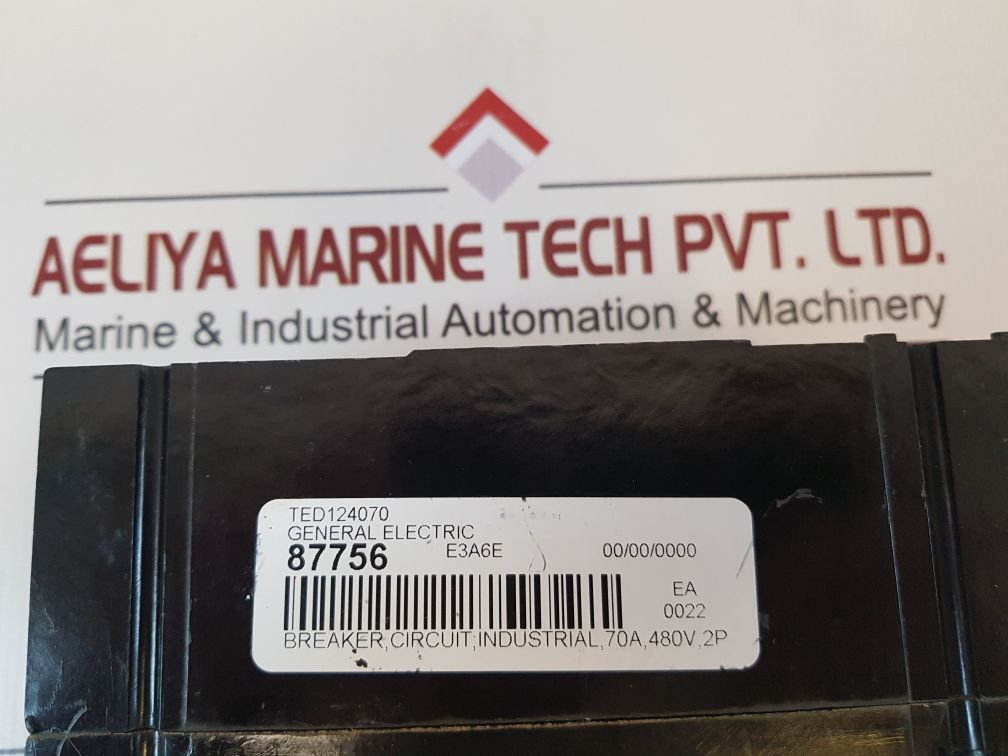 AELIYA MARINE TECH PVT. LTD.
Marine & Industrial Automation & Machinery
TED124070
GENERAL ELECTRIC
87756 E3A6E 00/00/0000
EA
0022
BREAKER,CIRCUIT;INDUSTRIAL,70A,480V,2P